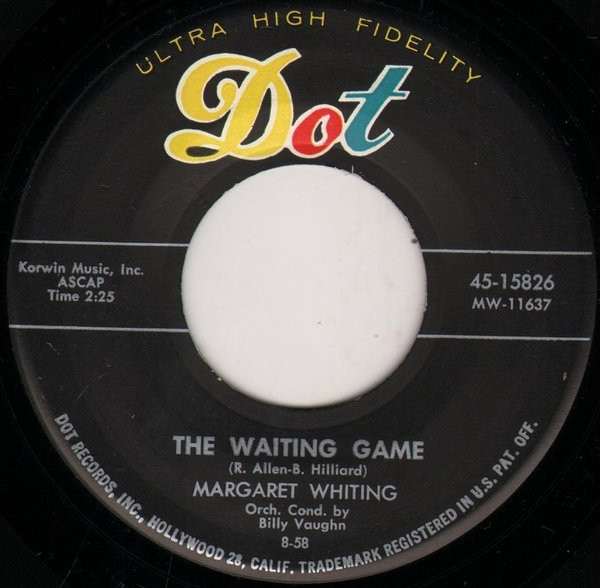 ULTRA HIGH FIDELITY
Dot
Korwin Music, Inc.
ASCAP
Time 2:25
45-15826
MW-11637
THE WAITING GAME
(R. Allen-B. Hilliard)
MARGARET WHITING
Orch. Cond. by
Billy Vaughn
8-58
DOT RECORDS, INC., HOLLYWOOD 28, CALIF. TRADEMARK REGISTERED IN U.S. PAT. OFF.